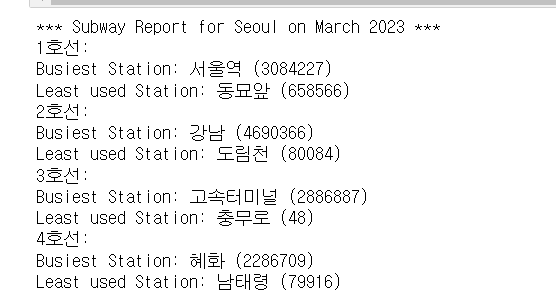 *** Subway Report for Seoul on March 2023 ***
1호선:
Busiest Station: 서울역 (3084227)
Least used Station: 동묘앞 (658566)
2호선:
Busiest Station: 강남 (4690366)
Least used Station: 도림천 (80084)
3호선:
Busiest Station: 고속터미널 (2886887)
Least used Station: 충무로 (48)
4호선:
Busiest Station: 혜화 (2286709)
Least used Station: 남태령 (79916)